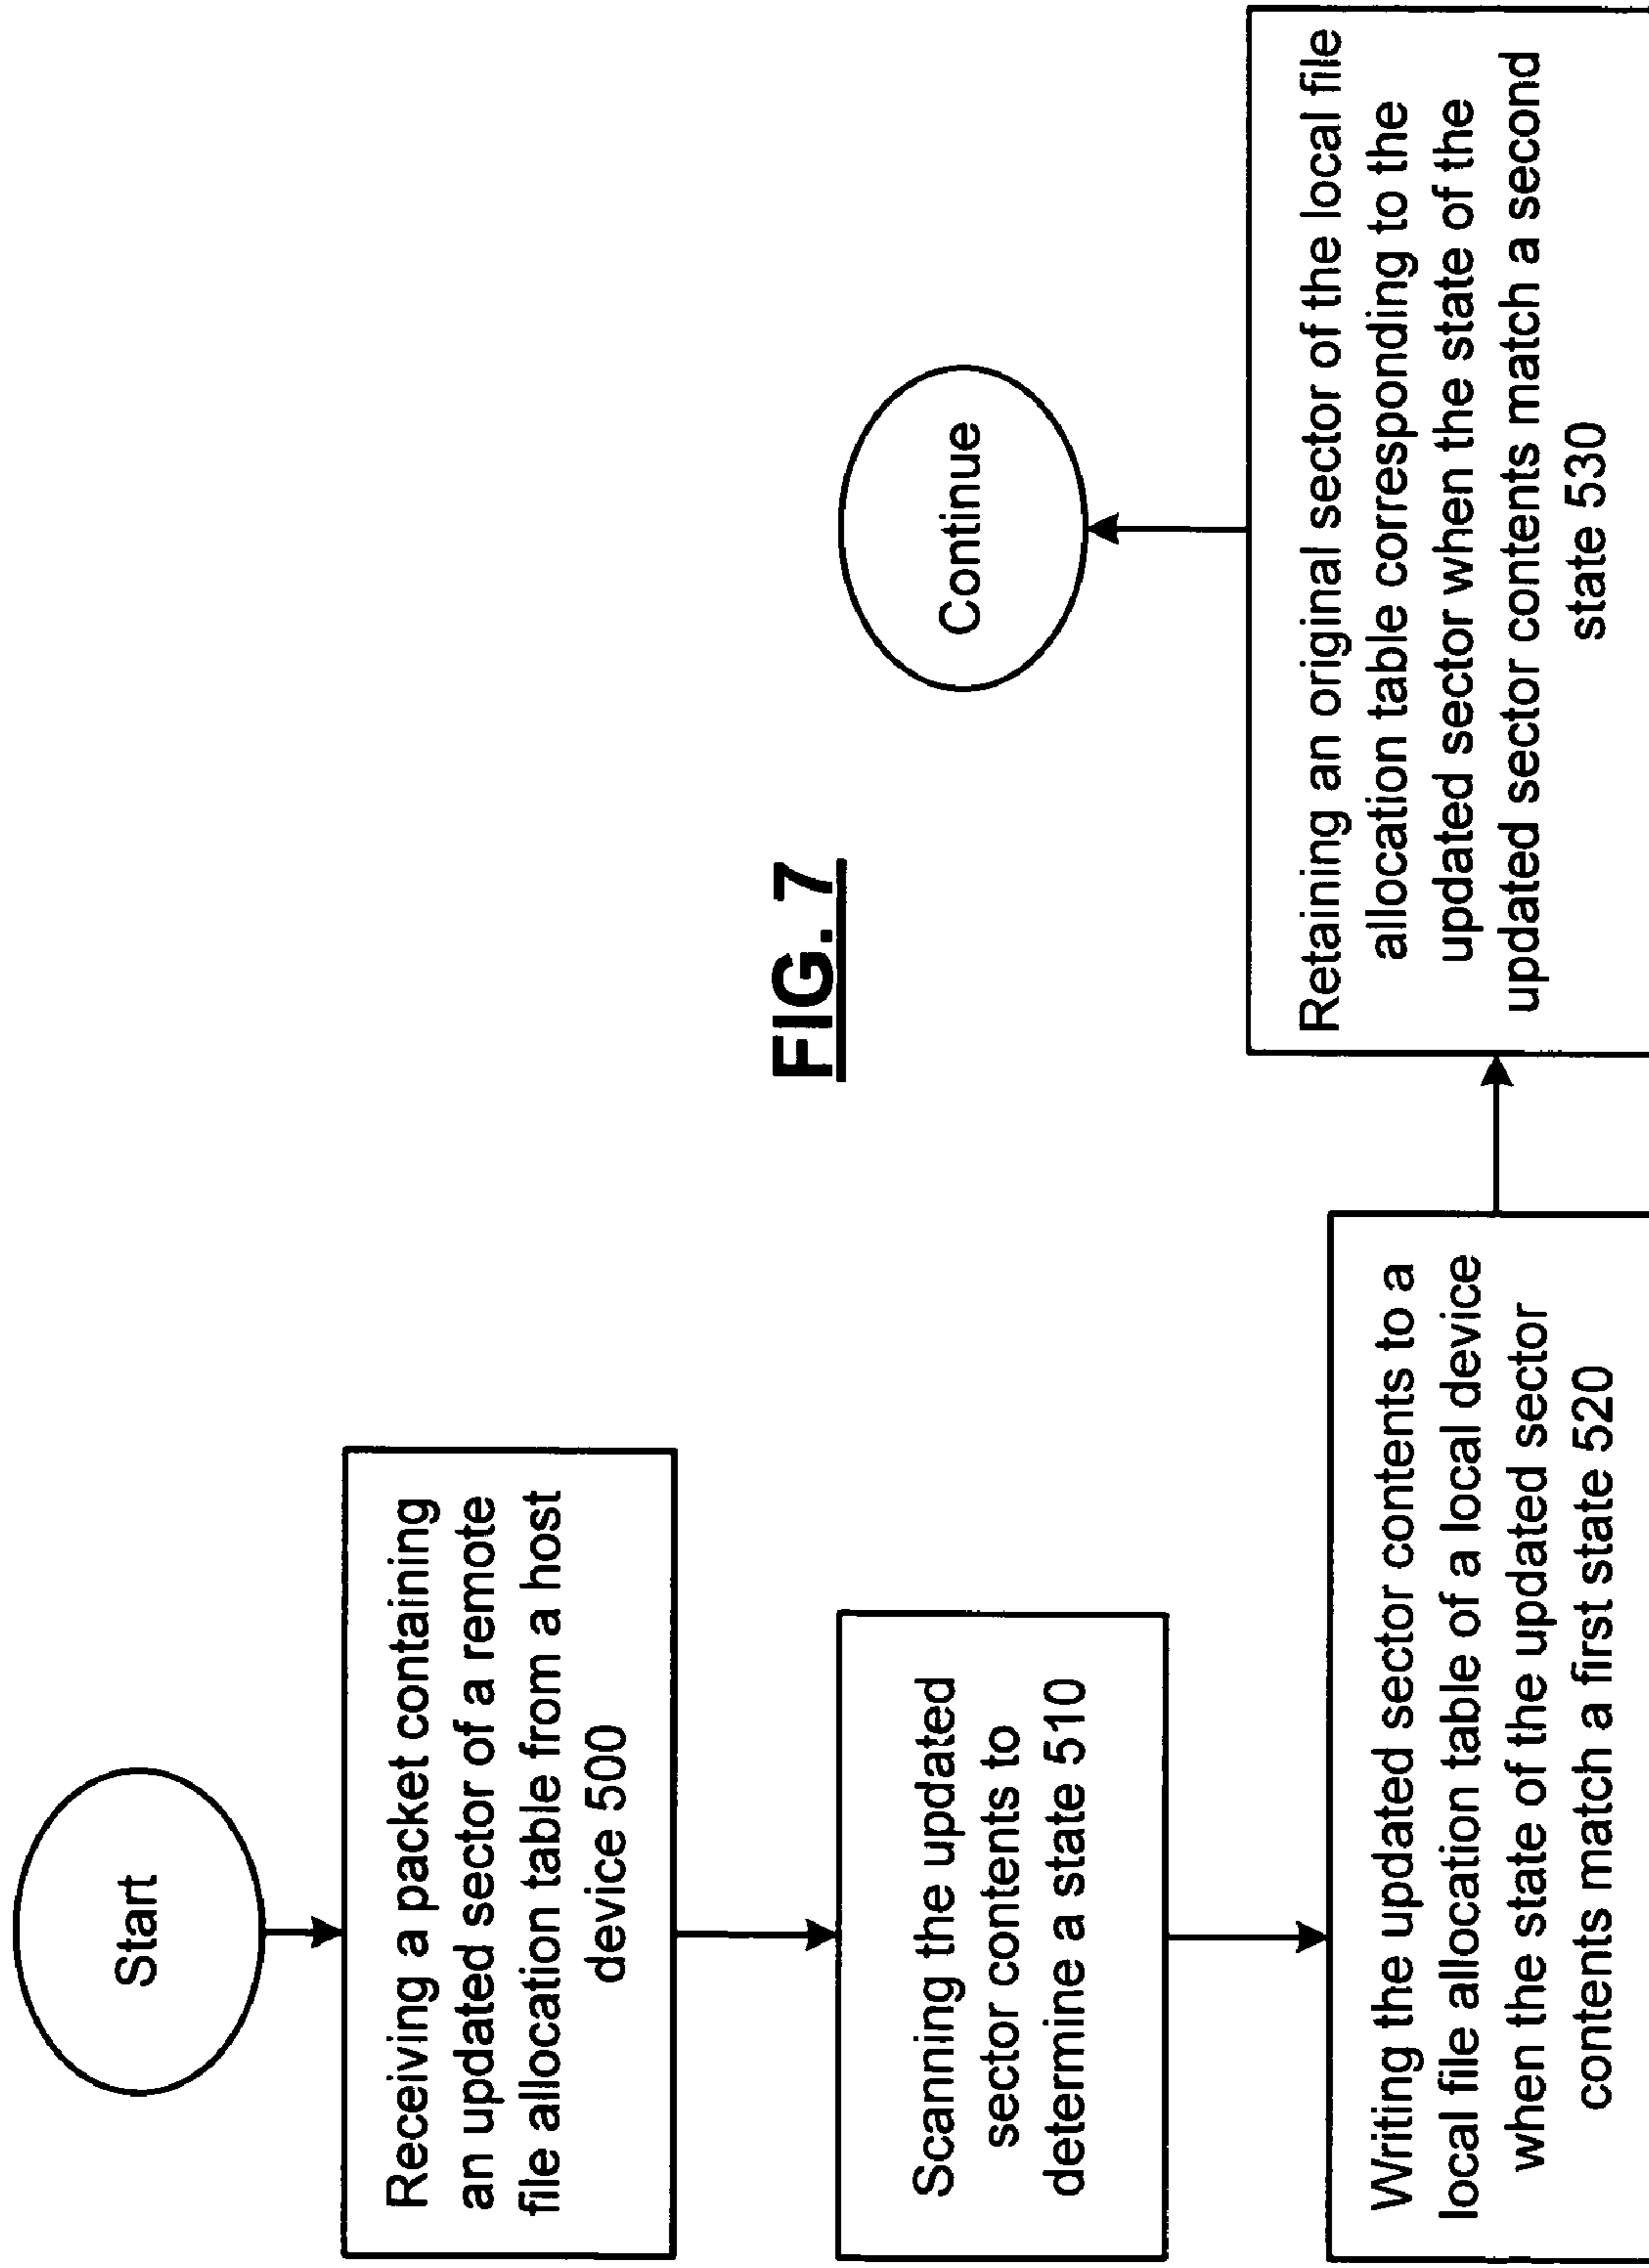 Start
Receiving a packet containing
an updated sector of a remote
file allocation table from a host
device 500
Scanning the updated
sector contents to
determine a state 510
Writing the updated sector contents to a
local file allocation table of a local device
when the state of the updated sector
contents match a first state 520
Retaining an original sector of the local file
allocation table corresponding to the
updated sector when the state of the
updated sector contents match a second
state 530
Continue
FIG. 7